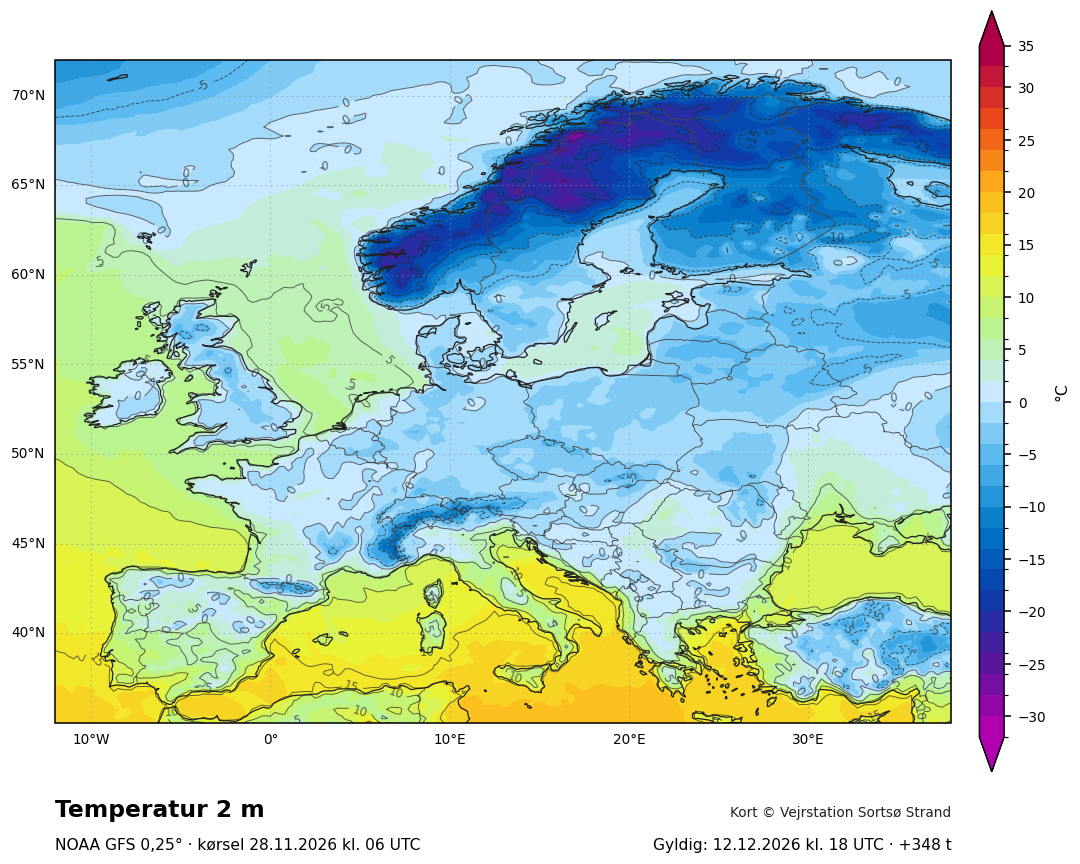 35
30
25
20
15
10
5
0
−5
−10
−15
−20
−25
−30
°C
70°N
65°N
60°N
55°N
50°N
45°N
40°N
10°W 0° 10°E 20°E 30°E
Temperatur 2 m
Kort © Vejrstation Sortsø Strand
NOAA GFS 0,25° · kørsel 28.11.2026 kl. 06 UTC
Gyldig: 12.12.2026 kl. 18 UTC · +348 t